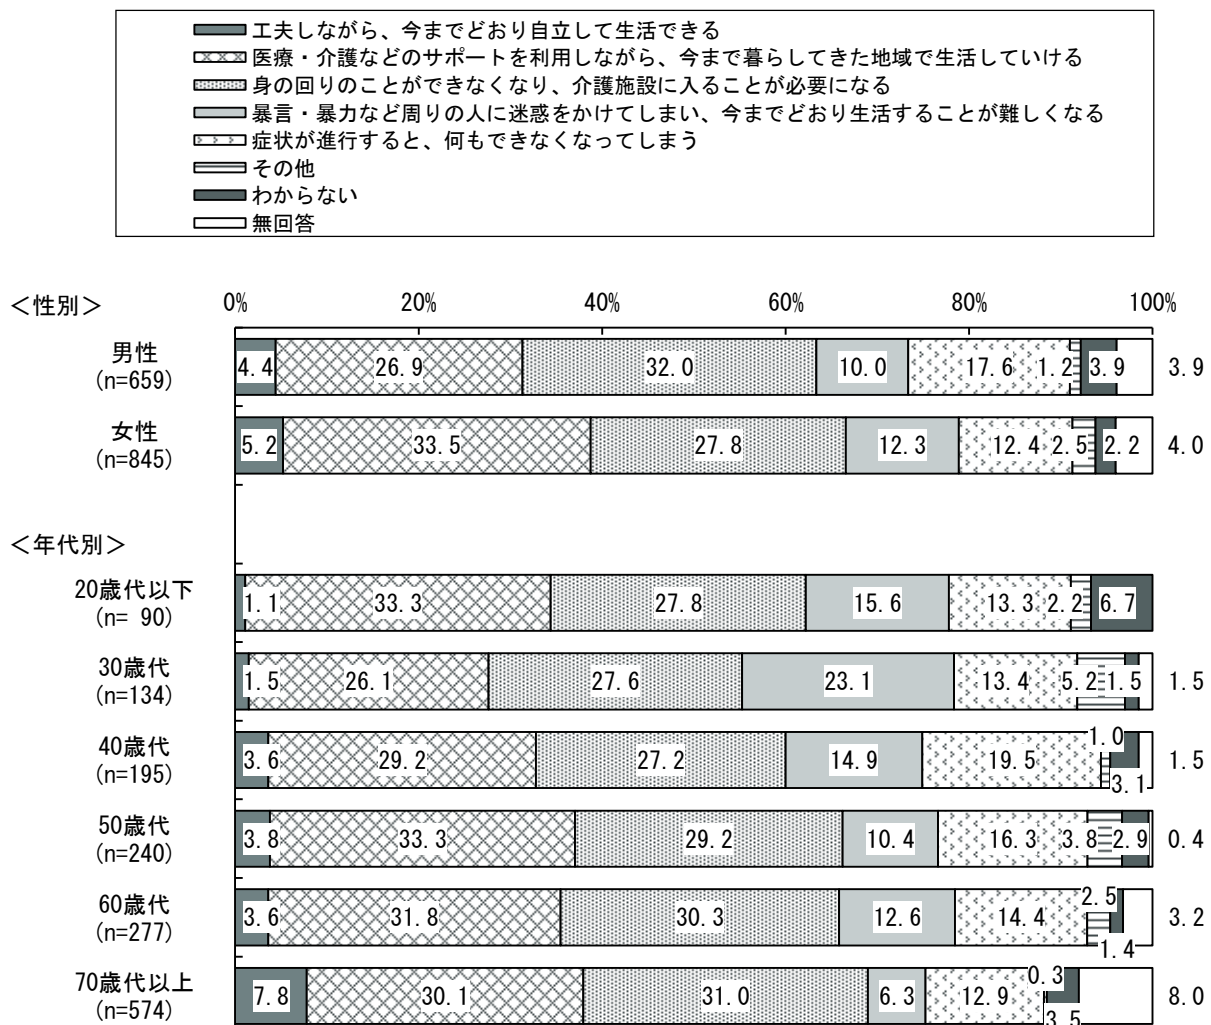 工夫しながら、今までどおり自立して生活できる
医療・介護などのサポートを利用しながら、今まで暮らしてきた地域で生活していける
身の回りのことができなくなり、介護施設に入ることが必要になる
暴言・暴力など周りの人に迷惑をかけてしまい、今までどおり生活することが難しくなる
症状が進行すると、何もできなくなってしまう
その他
わからない
無回答
＜性別＞ 0% 20% 40% 60% 80% 100%
男性
(n=659) 4.4 26.9 32.0 10.0 17.6 1.2 3.9 3.9
女性
(n=845) 5.2 33.5 27.8 12.3 12.4 2.5 2.2 4.0
＜年代別＞
20歳代以下
(n= 90) 1.1 33.3 27.8 15.6 13.3 2.2 6.7
30歳代
(n=134) 1.5 26.1 27.6 23.1 13.4 5.2 1.5 1.5
40歳代
(n=195) 3.6 29.2 27.2 14.9 19.5 1.0 3.1 1.5
50歳代
(n=240) 3.8 33.3 29.2 10.4 16.3 3.8 2.9 0.4
60歳代
(n=277) 3.6 31.8 30.3 12.6 14.4 2.5 1.4 3.2
70歳代以上
(n=574) 7.8 30.1 31.0 6.3 12.9 0.3 3.5 8.0